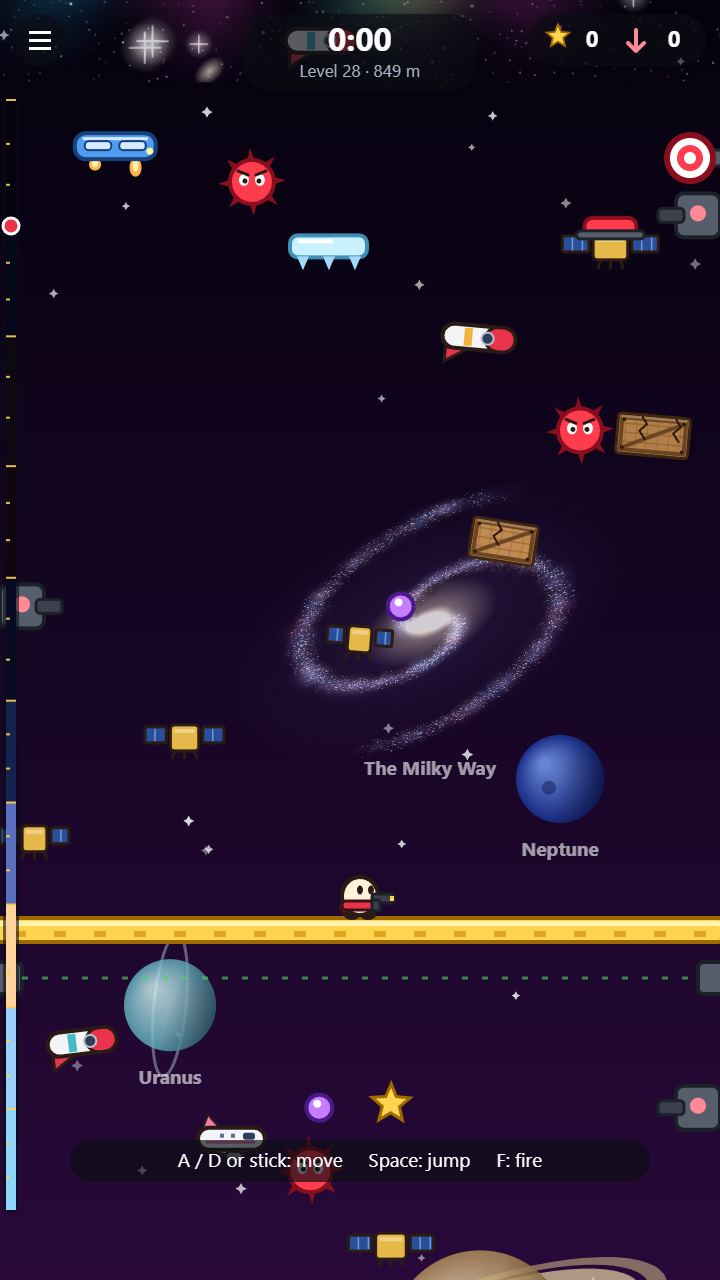 0:00
Level 28 · 849 m
0
0
The Milky Way
Neptune
Uranus
A / D or stick: move Space: jump F: fire